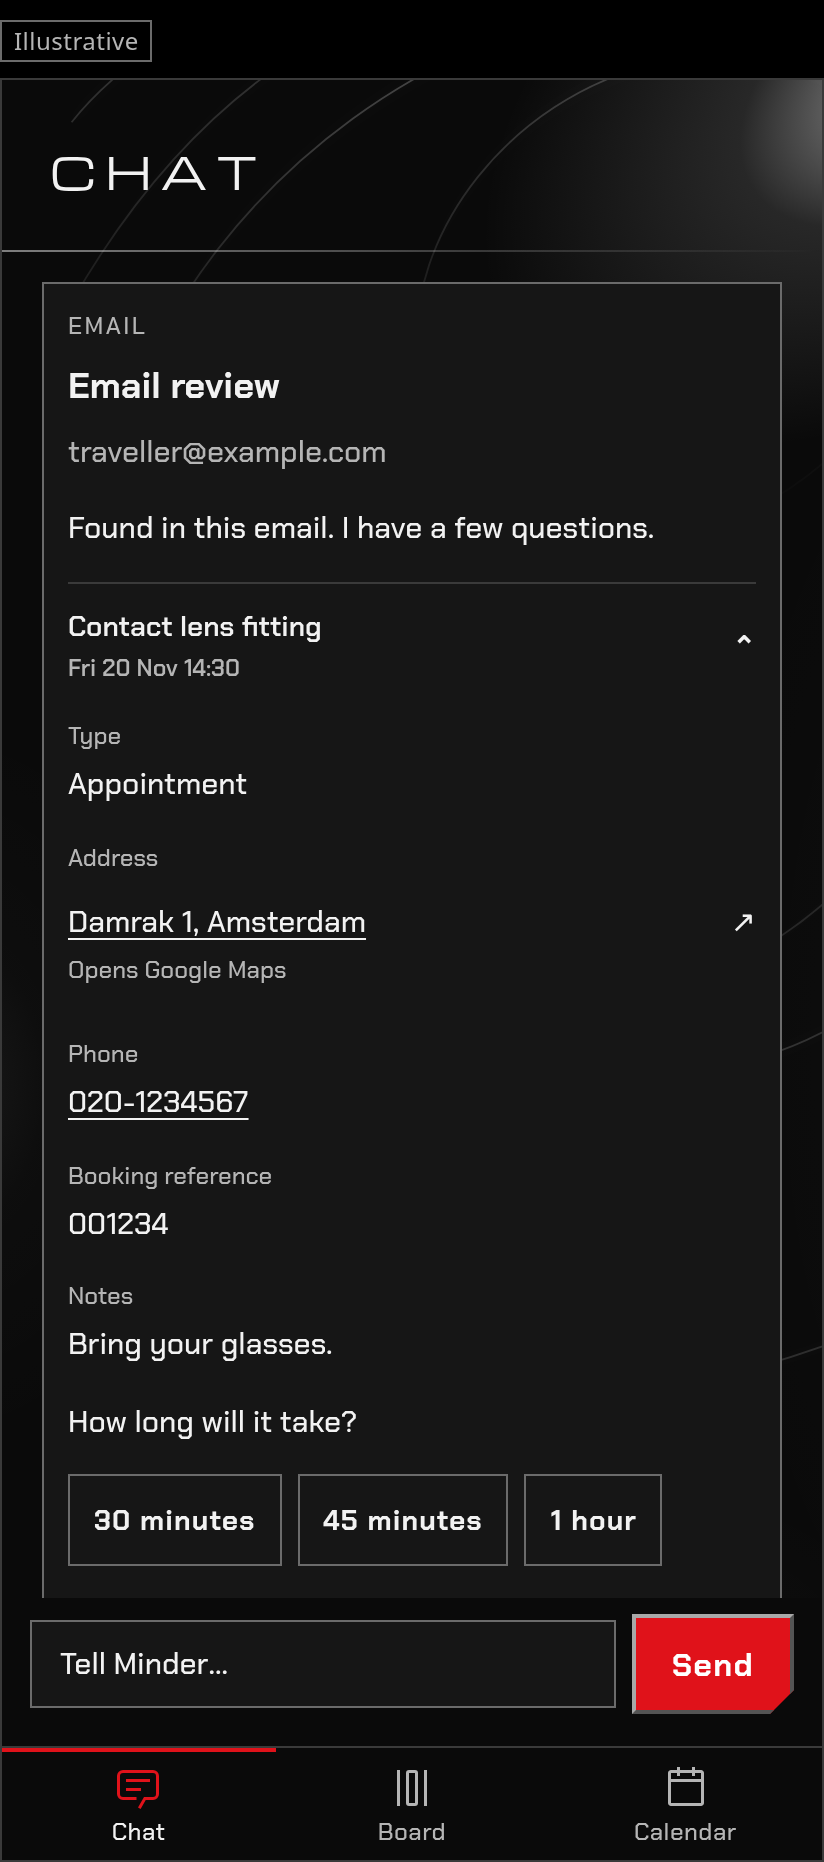 Illustrative
CHAT
EMAIL
Email review
traveller@example.com
Found in this email. I have a few questions.
Contact lens fitting
Fri 20 Nov 14:30
Type
Appointment
Address
Damrak 1, Amsterdam
Opens Google Maps
Phone
020-1234567
Booking reference
001234
Notes
Bring your glasses.
How long will it take?
30 minutes 45 minutes 1 hour
Tell Minder... Send
Chat Board Calendar